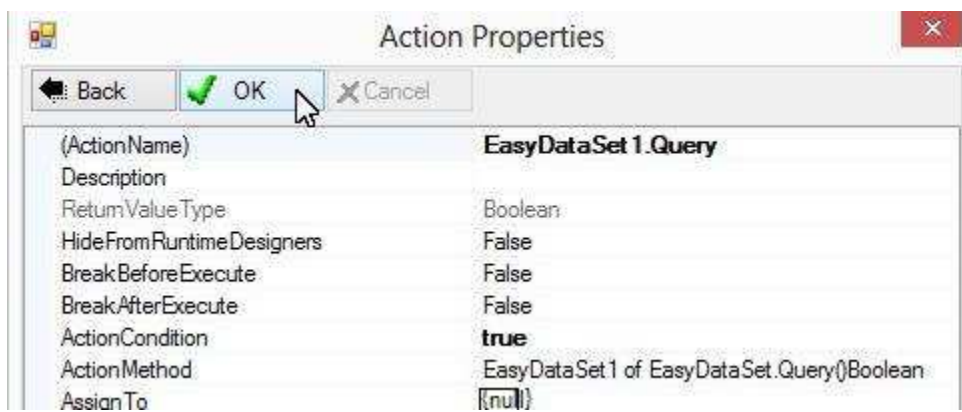 Action Properties
Back OK Cancel
(ActionName) EasyDataSet1.Query
Description
ReturnValueType Boolean
HideFromRuntimeDesigners False
BreakBeforeExecute False
BreakAfterExecute False
ActionCondition true
ActionMethod EasyDataSet1 of EasyDataSet.Query()Boolean
AssignTo {null}